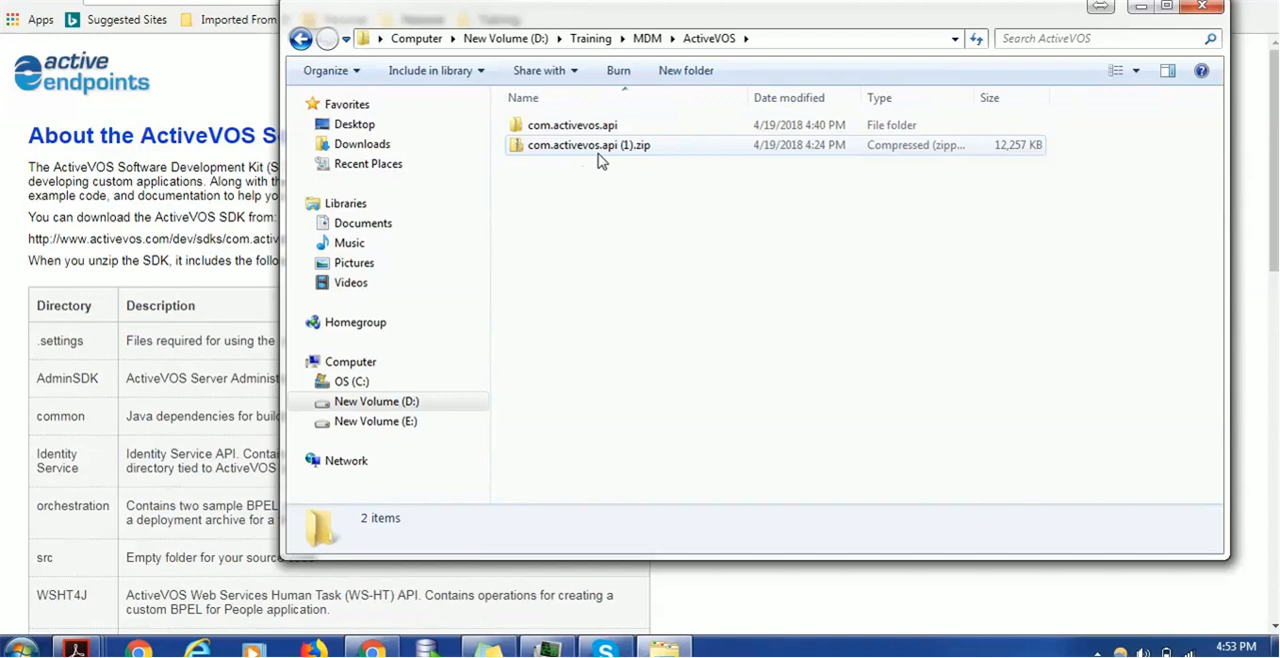 Apps
Suggested Sites
Imported From
active
endpoints
About the ActiveVOS S
The ActiveVOS Software Development Kit (S
developing custom applications. Along with th
example code, and documentation to help you
You can download the ActiveVOS SDK from:
http://www.activevos.com/dev/sdks/com.activ
When you unzip the SDK, it includes the follo
Directory Description
.settings Files required for using the
AdminSDK ActiveVOS Server Administ
common Java dependencies for build
Identity Identity Service API. Conta
Service directory tied to ActiveVOS
orchestration Contains two sample BPEL
a deployment archive for a
src Empty folder for your source
WSHT4J ActiveVOS Web Services Human Task (WS-HT) API. Contains operations for creating a
custom BPEL for People application.
Computer New Volume (D:) Training MDM ActiveVOS
Search ActiveVOS
Organize Include in library Share with Burn New folder
Favorites
Desktop
Downloads
Recent Places
Libraries
Documents
Music
Pictures
Videos
Homegroup
Computer
OS (C:)
New Volume (D:)
New Volume (E:)
Network
Name Date modified Type Size
com.activevos.api 4/19/2018 4:40 PM File folder
com.activevos.api (1).zip 4/19/2018 4:24 PM Compressed (zipp... 12,257 KB
2 items
4:53 PM